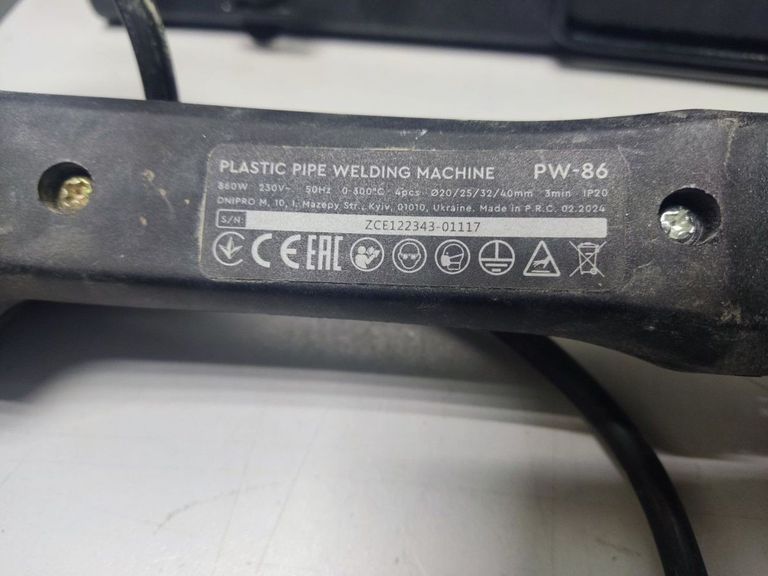 PLASTIC PIPE WELDING MACHINE PW-86
860W 230V~ 50Hz 0-300°C 4pcs Ø20/25/32/40mm 3min IP20
DNIPRO M, 10, I. Mazepy Str., Kyiv, 01010, Ukraine. Made in P.R.C. 02.2024
S/N: ZCE122343-01117
CE EAC